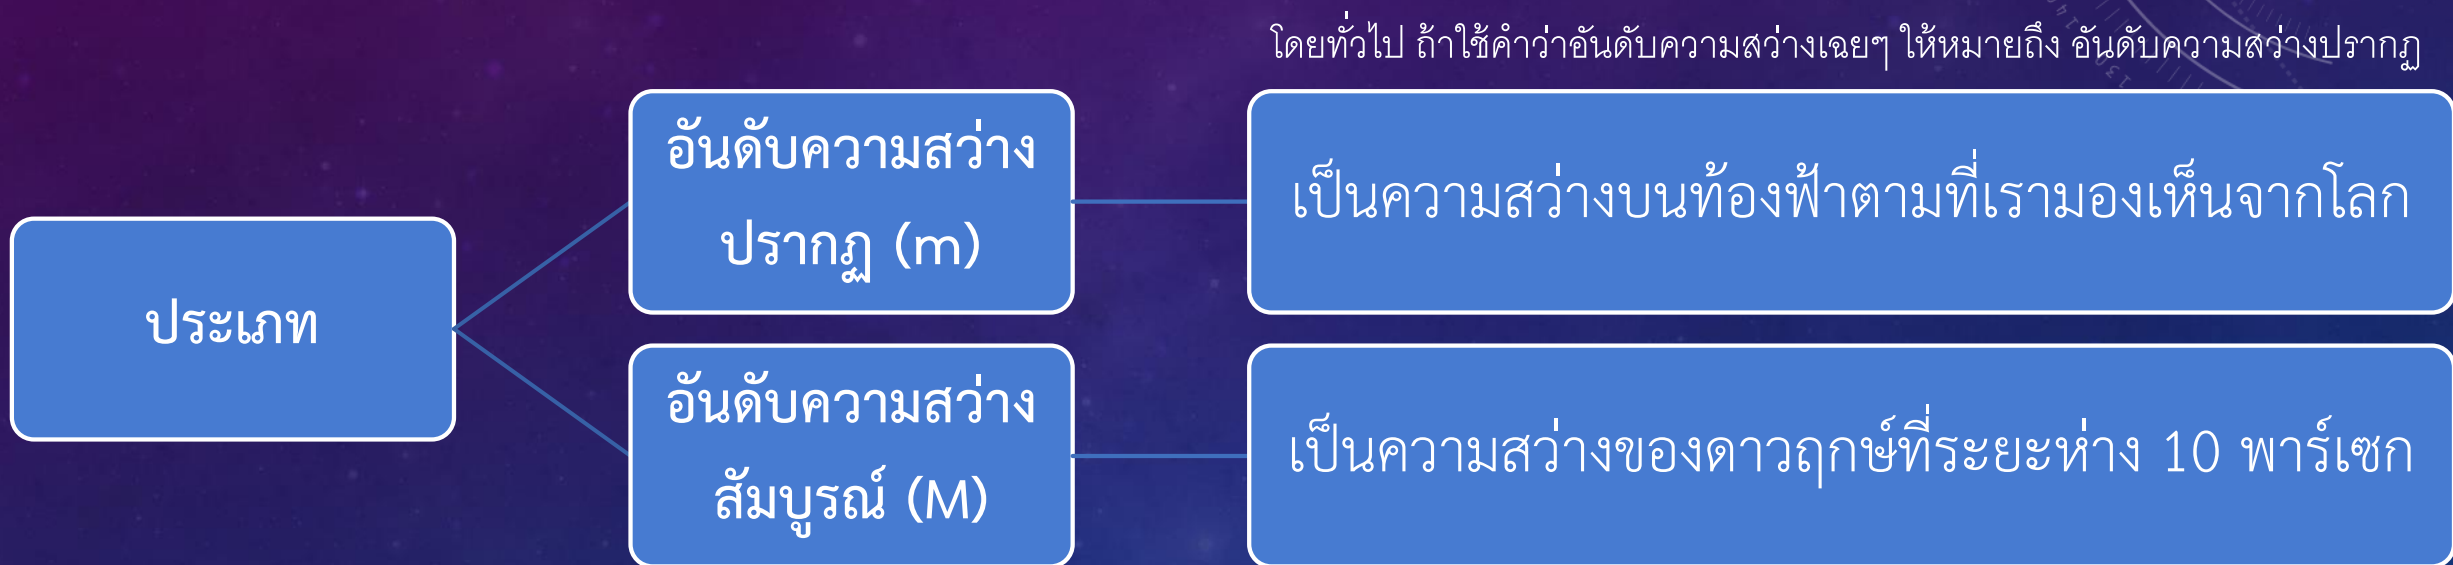 โดยทั่วไป ถ้าใช้คำว่าอันดับความสว่างเฉยๆ ให้หมายถึง อันดับความสว่างปรากฏ
ประเภท
อันดับความสว่าง
ปรากฏ (m)
เป็นความสว่างบนท้องฟ้าตามที่เรามองเห็นจากโลก
อันดับความสว่าง
สัมบูรณ์ (M)
เป็นความสว่างของดาวฤกษ์ที่ระยะห่าง 10 พาร์เซก